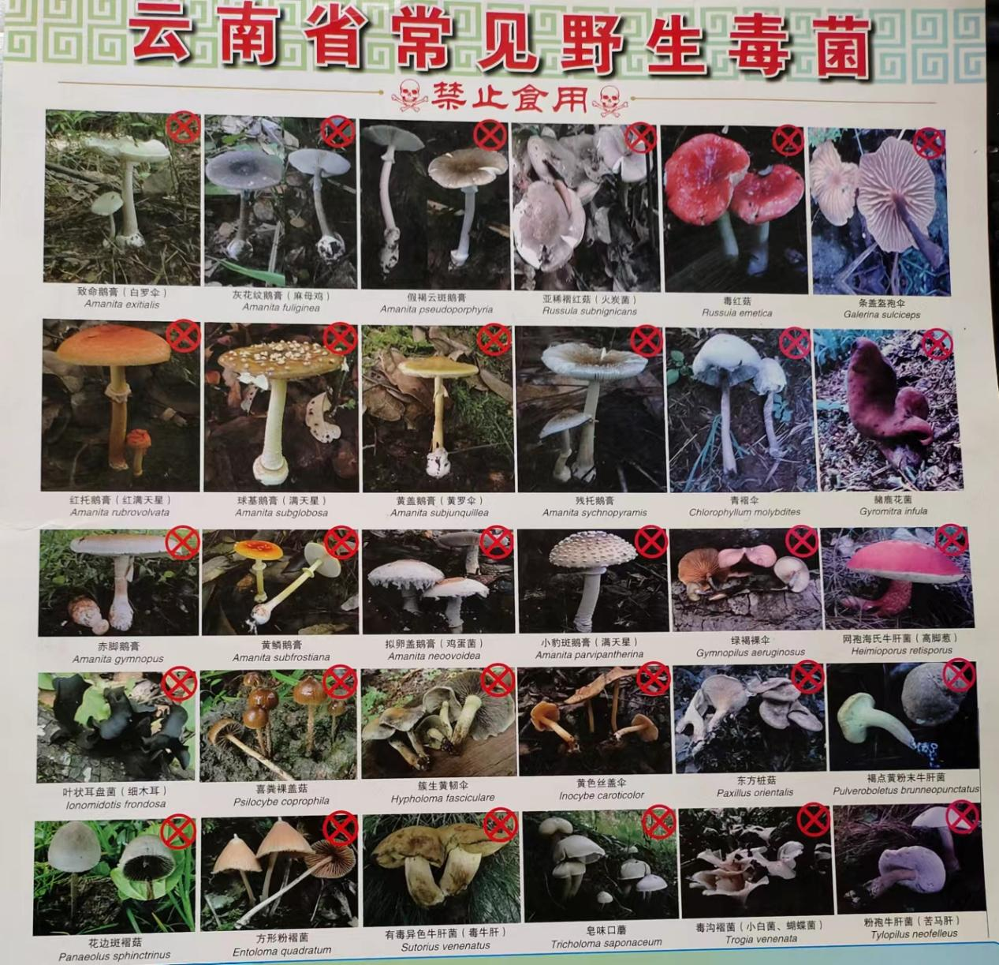 云南省常见野生毒菌
禁止食用
致命鹅膏（白罗伞）
Amanita exitialis
灰花纹鹅膏（麻母鸡）
Amanita fuliginea
假褐云斑鹅膏
Amanita pseudoporphyria
亚稀褶红菇（火炭菌）
Russula subnignicans
毒红菇
Russula emetica
条盖盔孢伞
Galerina sulciceps
红托鹅膏（红满天星）
Amanita rubrovolvata
球基鹅膏（满天星）
Amanita subglobosa
黄盖鹅膏（黄罗伞）
Amanita subjunquillea
残托鹅膏
Amanita sychnopyramis
青褶伞
Chlorophyllum molybdites
赭鹿花菌
Gyromitra infula
赤脚鹅膏
Amanita gymnopus
黄鳞鹅膏
Amanita subfrostiana
拟卵盖鹅膏（鸡蛋菌）
Amanita neoovoidea
小豹斑鹅膏（满天星）
Amanita parvipantherina
绿褐裸伞
Gymnopilus aeruginosus
网孢海氏牛肝菌（高脚葱）
Heimioporus retisporus
叶状耳盘菌（细木耳）
Ionomidotis frondosa
喜粪裸盖菇
Psilocybe coprophila
簇生黄韧伞
Hypholoma fasciculare
黄色丝盖伞
Inocybe caroticolor
东方桩菇
Paxillus orientalis
褐点黄粉末牛肝菌
Pulveroboletus brunneopunctatus
花边斑褶菇
Panaeolus sphinctrinus
方形粉褶菌
Entoloma quadratum
有毒异色牛肝菌（毒牛肝）
Sutorius venenatus
皂味口蘑
Tricholoma saponaceum
毒沟褶菌（小白菌、蝴蝶菌）
Trogia venenata
粉孢牛肝菌（苦马肝）
Tylopilus neofelleus